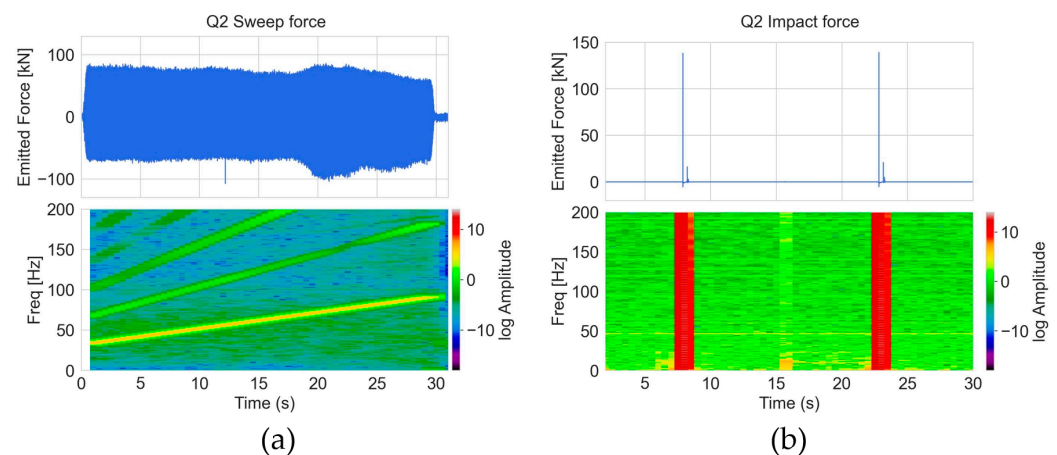 Q2 Sweep force
Emitted Force [kN]
100
0
−100
Freq [Hz]
200
150
100
50
0
0 5 10 15 20 25 30
Time (s)
10
0
−10
log Amplitude
(a)
Q2 Impact force
Emitted Force [kN]
150
100
50
0
Freq [Hz]
200
150
100
50
0
5 10 15 20 25 30
Time (s)
10
0
−10
log Amplitude
(b)